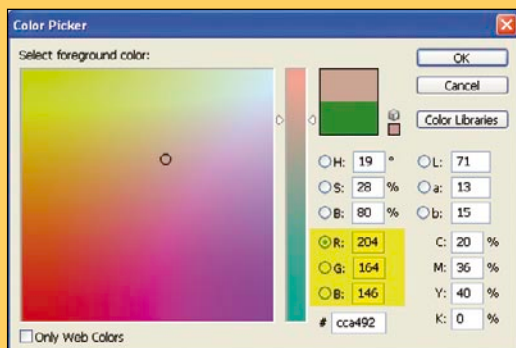 Color Picker
Select foreground color:
OK
Cancel
Color Libraries
H: 19 °
L: 71
S: 28 %
a: 13
B: 80 %
b: 15
R: 204
C: 20 %
G: 164
M: 36 %
B: 146
Y: 40 %
# cca492
K: 0 %
Only Web Colors